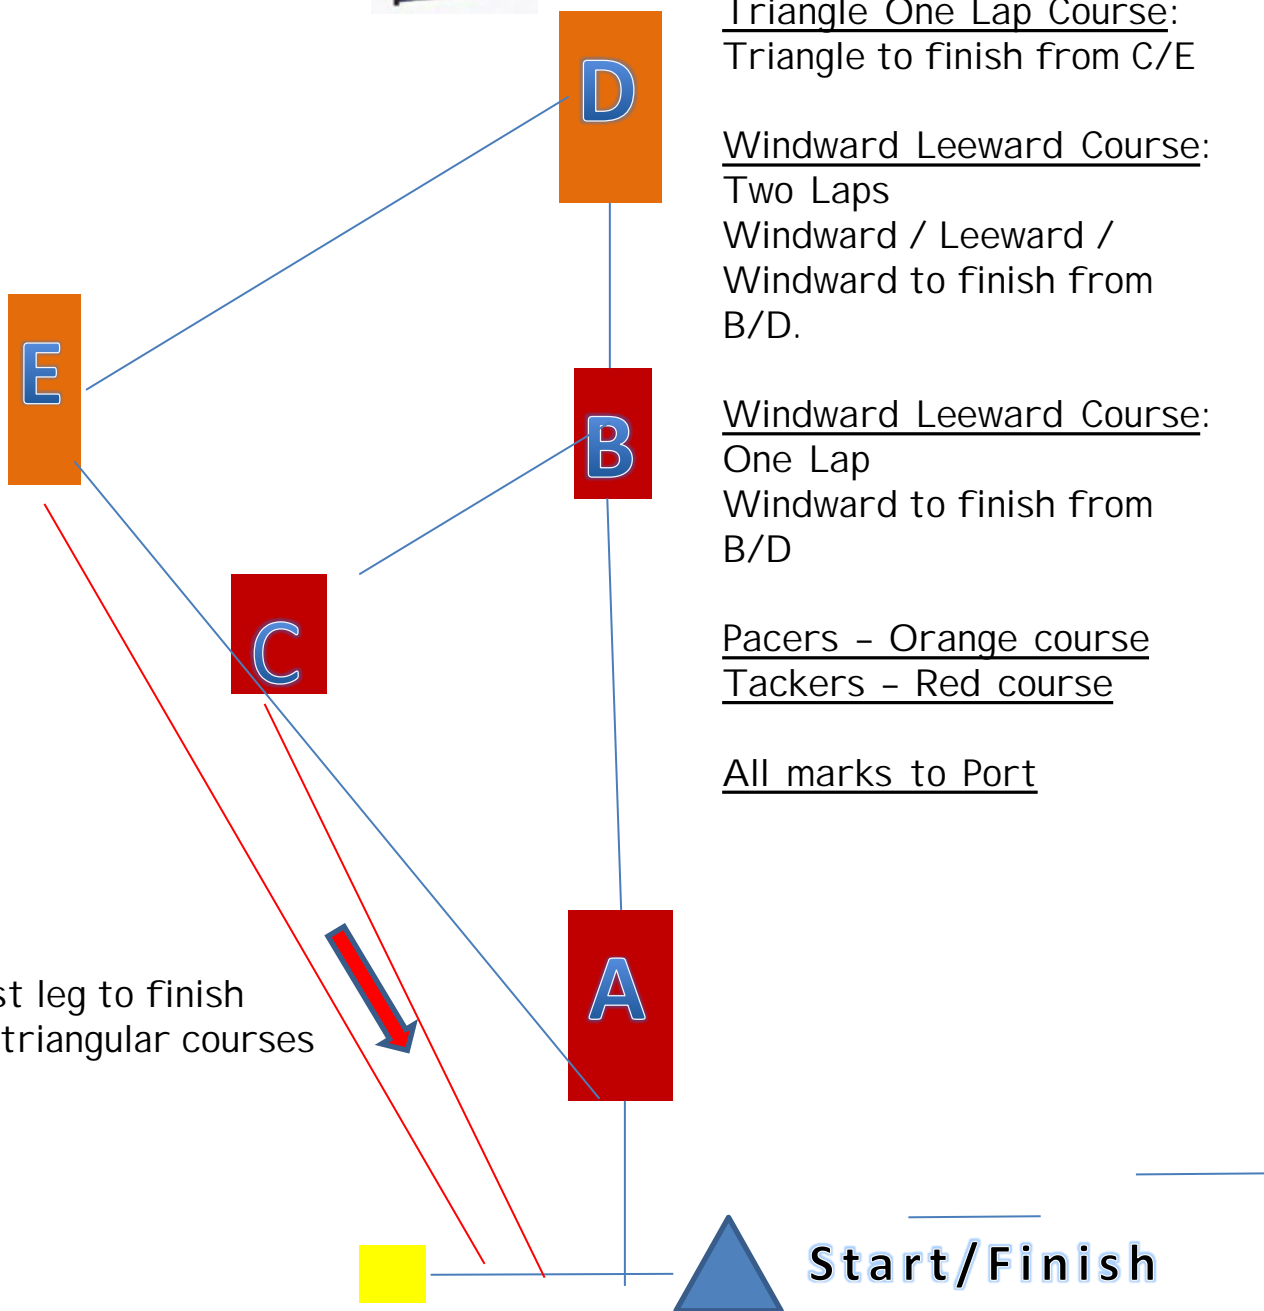 Triangle One Lap Course:
Triangle to finish from C/E
Windward Leeward Course:
Two Laps
Windward / Leeward /
Windward to finish from
B/D.
Windward Leeward Course:
One Lap
Windward to finish from
B/D
Pacers – Orange course
Tackers – Red course
All marks to Port
D
E
B
C
A
st leg to finish
triangular courses
Start/Finish